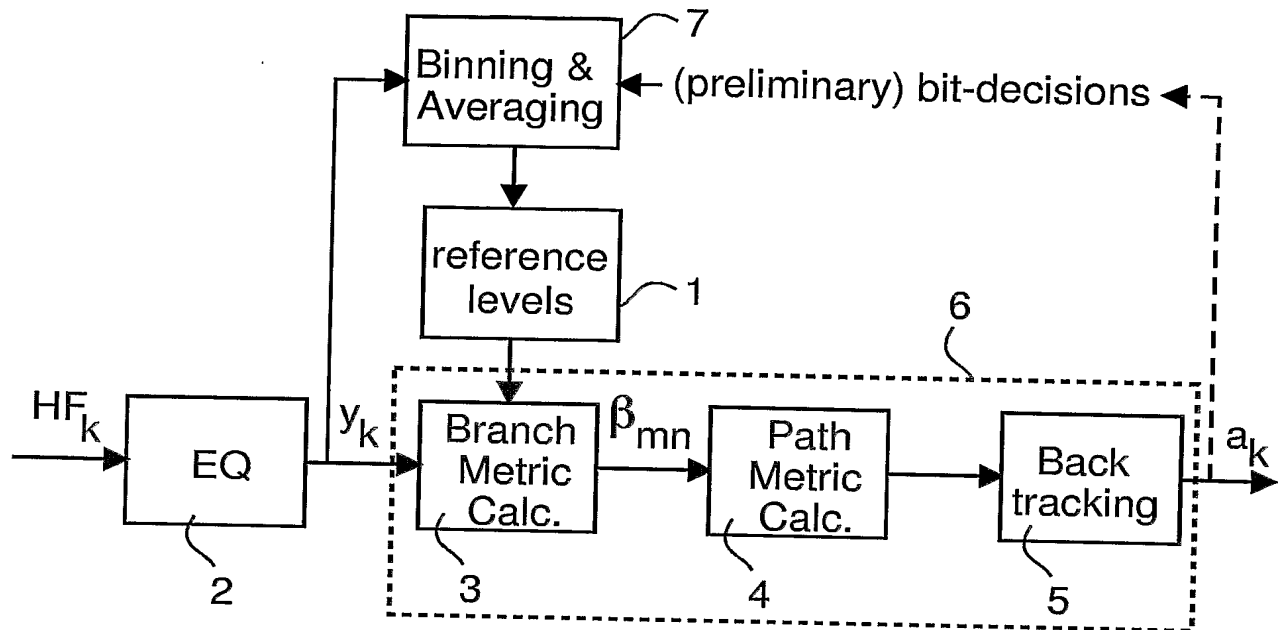 7
Binning &
Averaging
(preliminary) bit-decisions
reference
levels
1
6
HF_k
EQ
y_k
Branch
Metric
Calc.
β_mn
Path
Metric
Calc.
Back
tracking
a_k
2
3
4
5